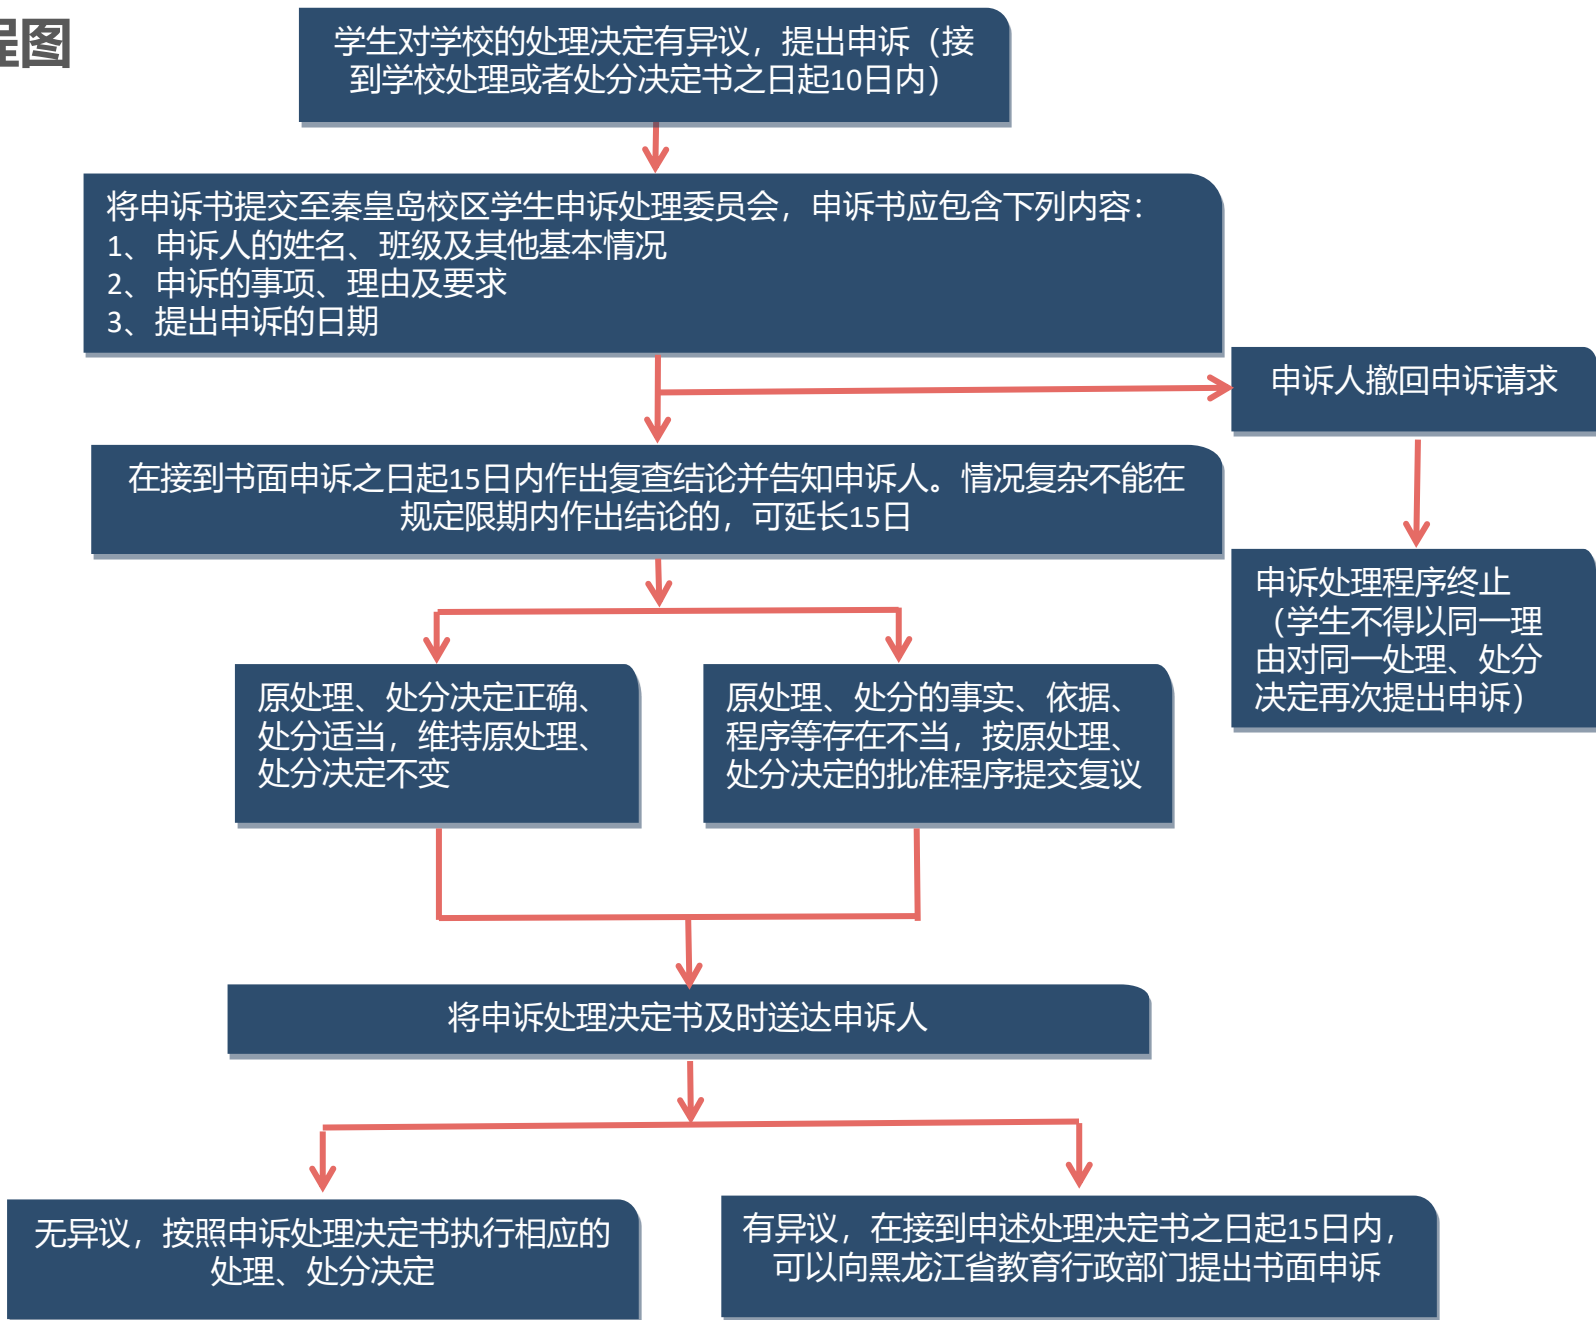 程图
学生对学校的处理决定有异议，提出申诉（接
到学校处理或者处分决定书之日起10日内）
将申诉书提交至秦皇岛校区学生申诉处理委员会，申诉书应包含下列内容：
1、申诉人的姓名、班级及其他基本情况
2、申诉的事项、理由及要求
3、提出申诉的日期
申诉人撤回申诉请求
在接到书面申诉之日起15日内作出复查结论并告知申诉人。情况复杂不能在
规定限期内作出结论的，可延长15日
申诉处理程序终止
（学生不得以同一理
由对同一处理、处分
决定再次提出申诉）
原处理、处分决定正确、
处分适当，维持原处理、
处分决定不变
原处理、处分的事实、依据、
程序等存在不当，按原处理、
处分决定的批准程序提交复议
将申诉处理决定书及时送达申诉人
无异议，按照申诉处理决定书执行相应的
处理、处分决定
有异议，在接到申述处理决定书之日起15日内，
可以向黑龙江省教育行政部门提出书面申诉